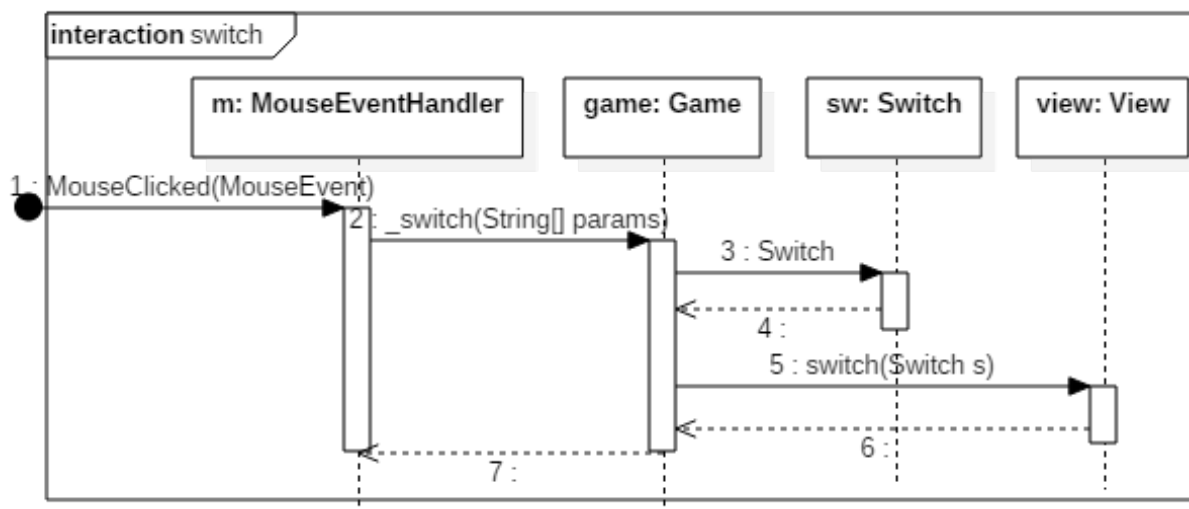 interaction switch
m: MouseEventHandler
game: Game
sw: Switch
view: View
1 : MouseClicked(MouseEvent)
2 : _switch(String[] params)
3 : Switch
4 :
5 : switch(Switch s)
6 :
7 :